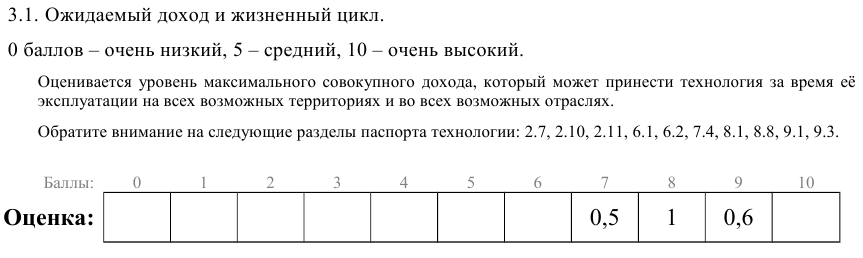 3.1. Ожидаемый доход и жизненный цикл.
0 баллов – очень низкий, 5 – средний, 10 – очень высокий.
Оценивается уровень максимального совокупного дохода, который может принести технология за время её
эксплуатации на всех возможных территориях и во всех возможных отраслях.
Обратите внимание на следующие разделы паспорта технологии: 2.7, 2.10, 2.11, 6.1, 6.2, 7.4, 8.1, 8.8, 9.1, 9.3.
Баллы: 0 1 2 3 4 5 6 7 8 9 10
Оценка: 0,5 1 0,6